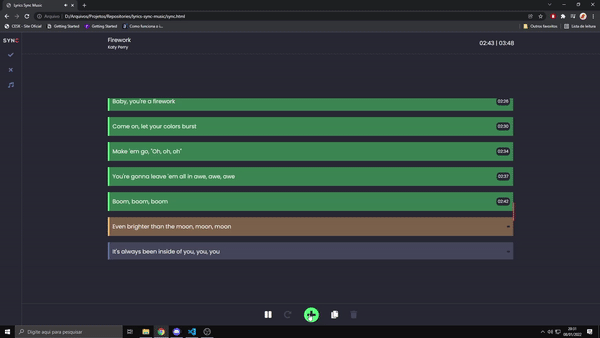 Lyrics Sync Music
Arquivo | D:/Arquivos/Projetos/Repositories/lyrics-sync-music/sync.html
CESK - Site Oficial
Getting Started
Getting Started
Como funciona o i...
Outros favoritos
Lista de leitura
SYNC
Firework
Katy Perry
02:43 | 03:48
Baby, you're a firework
02:26
Come on, let your colors burst
02:30
Make 'em go, "Oh, oh, oh"
02:34
You're gonna leave 'em all in awe, awe, awe
02:37
Boom, boom, boom
02:42
Even brighter than the moon, moon, moon
It's always been inside of you, you, you
Digite aqui para pesquisar
20:51
08/01/2022